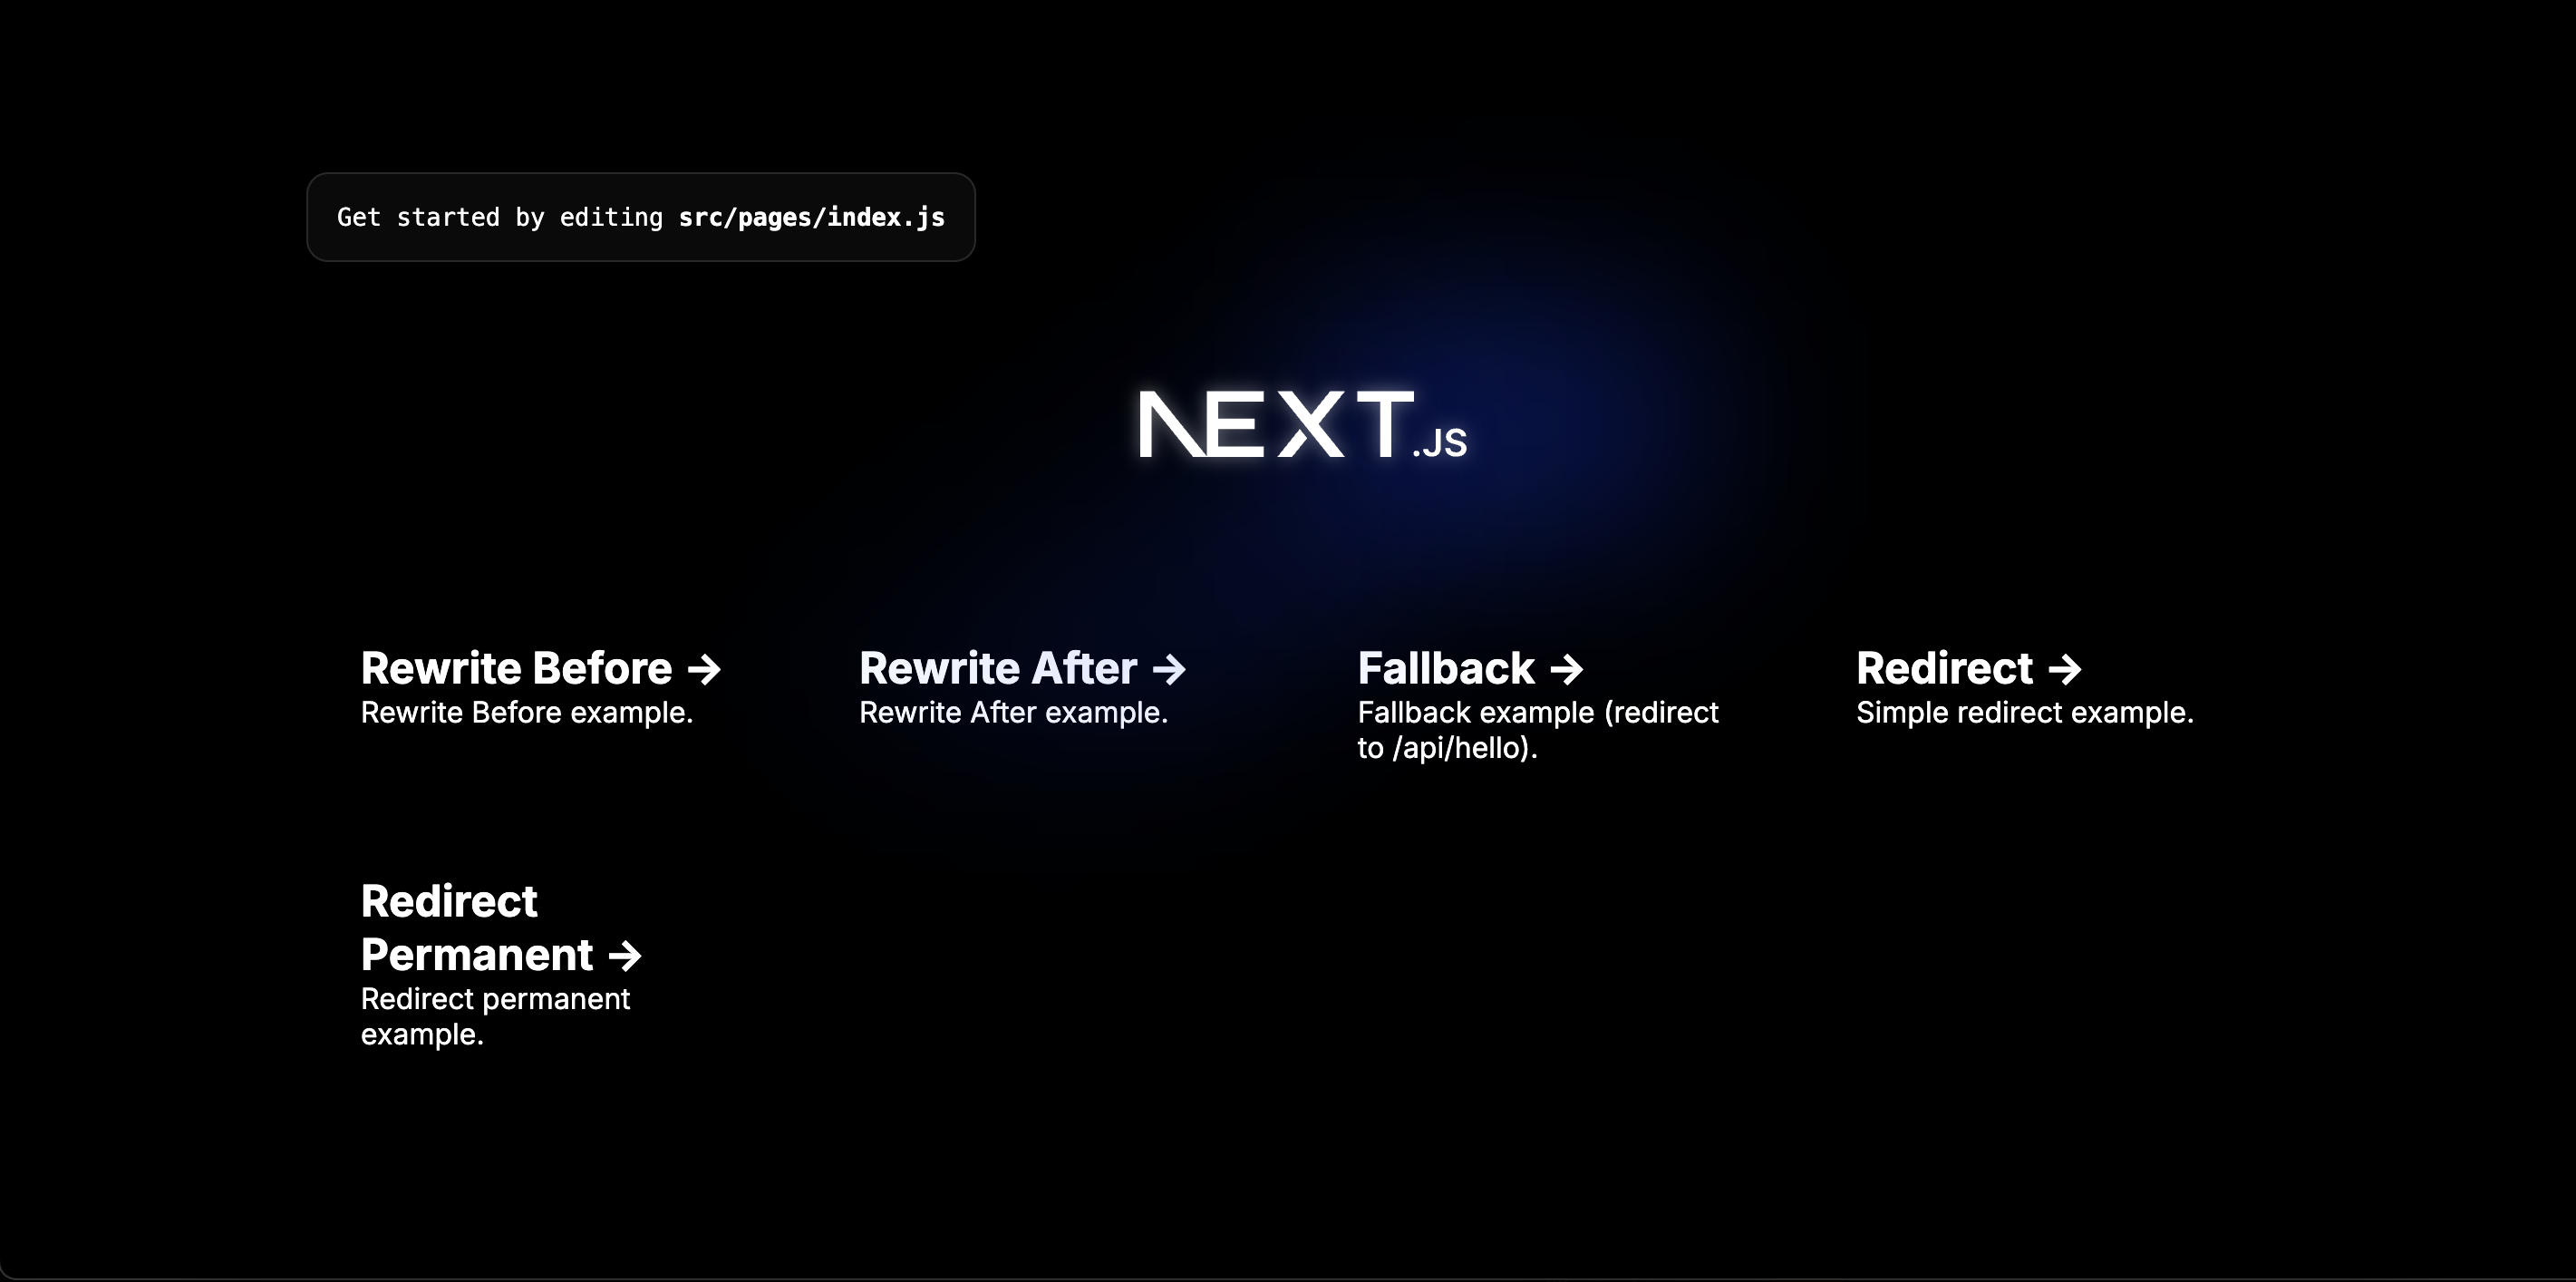 Get started by editing src/pages/index.js
NEXT.JS
Rewrite Before →
Rewrite Before example.
Rewrite After →
Rewrite After example.
Fallback →
Fallback example (redirect
to /api/hello).
Redirect →
Simple redirect example.
Redirect
Permanent →
Redirect permanent
example.